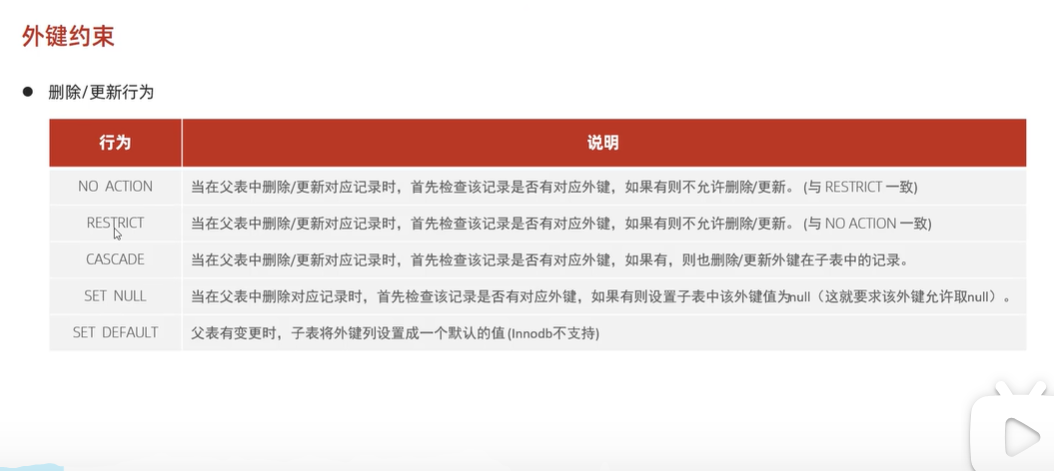 外键约束
● 删除/更新行为
行为 说明
NO ACTION 当在父表中删除/更新对应记录时，首先检查该记录是否有对应外键，如果有则不允许删除/更新。 (与 RESTRICT 一致)
RESTRICT 当在父表中删除/更新对应记录时，首先检查该记录是否有对应外键，如果有则不允许删除/更新。 (与 NO ACTION 一致)
CASCADE 当在父表中删除/更新对应记录时，首先检查该记录是否有对应外键，如果有，则也删除/更新外键在子表中的记录。
SET NULL 当在父表中删除对应记录时，首先检查该记录是否有对应外键，如果有则设置子表中该外键值为null（这就要求该外键允许取null）。
SET DEFAULT 父表有变更时，子表将外键列设置成一个默认的值 (Innodb不支持)